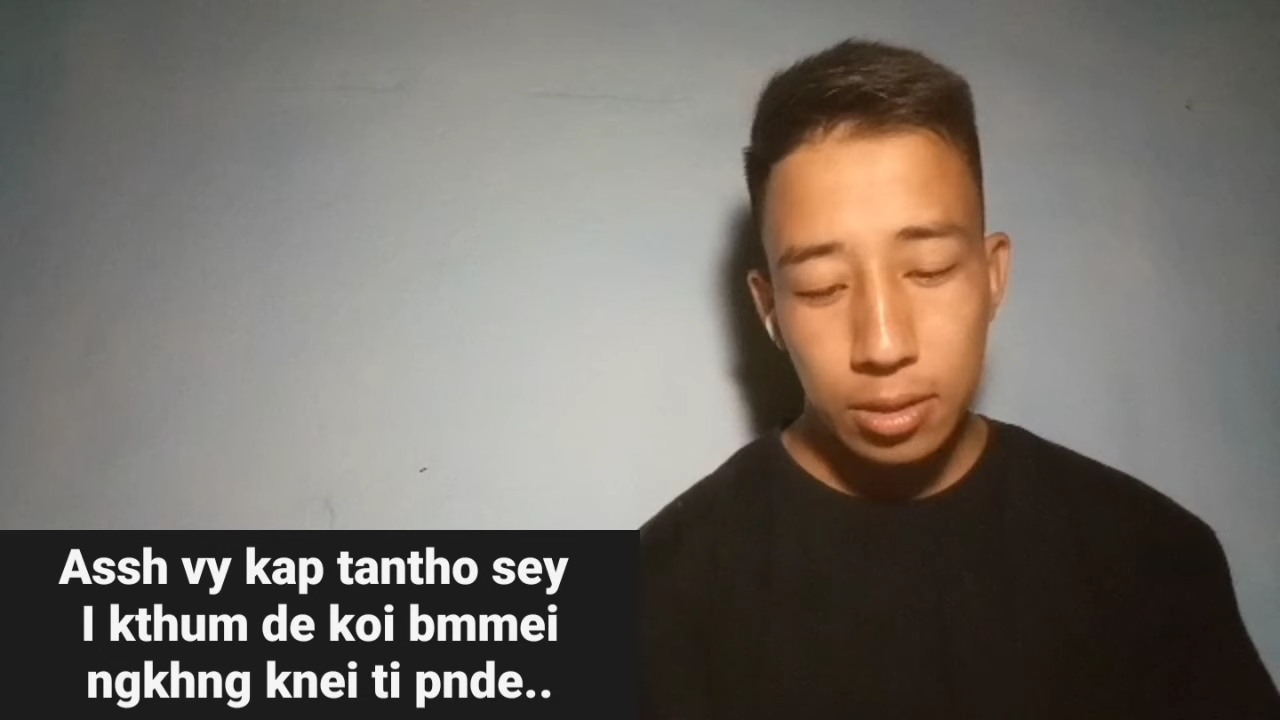 Assh vy kap tantho sey
I kthum de koi bmmei
ngkhng knei ti pnde..